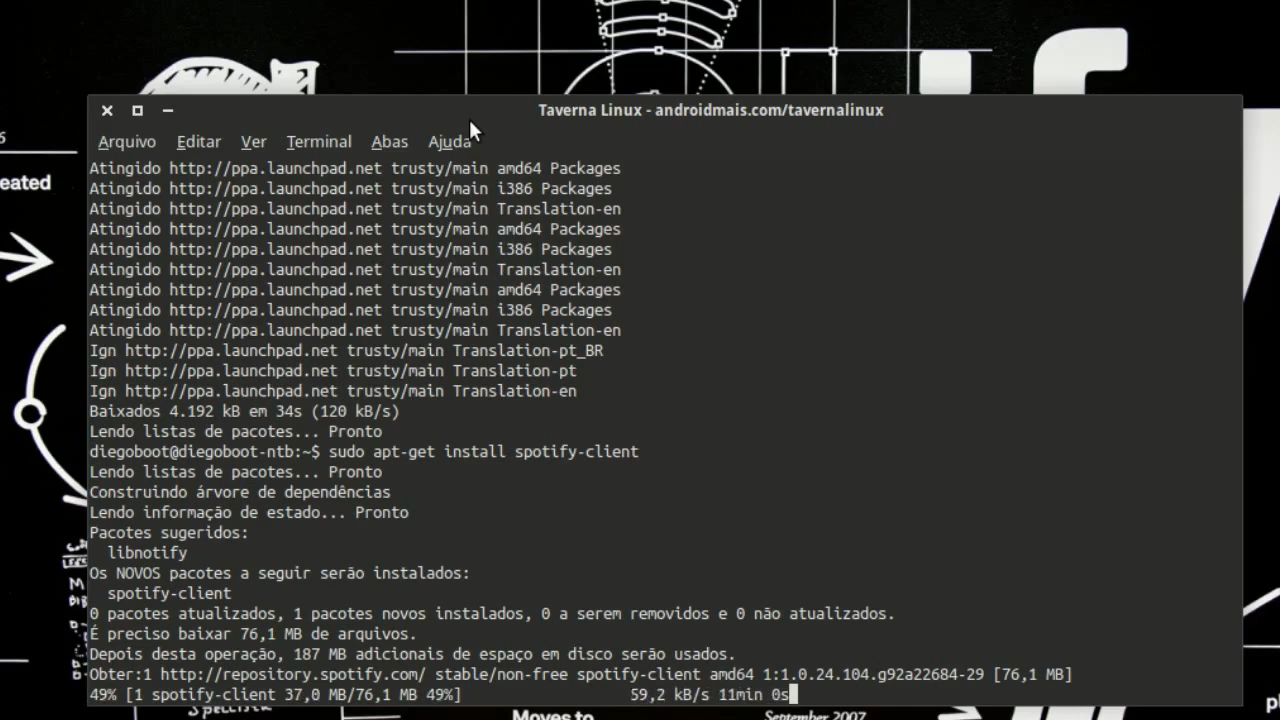 6
eated
Taverna Linux - androidmais.com/tavernalinux
Arquivo Editar Ver Terminal Abas Ajuda
Atingido http://ppa.launchpad.net trusty/main amd64 Packages
Atingido http://ppa.launchpad.net trusty/main i386 Packages
Atingido http://ppa.launchpad.net trusty/main Translation-en
Atingido http://ppa.launchpad.net trusty/main amd64 Packages
Atingido http://ppa.launchpad.net trusty/main i386 Packages
Atingido http://ppa.launchpad.net trusty/main Translation-en
Atingido http://ppa.launchpad.net trusty/main amd64 Packages
Atingido http://ppa.launchpad.net trusty/main i386 Packages
Atingido http://ppa.launchpad.net trusty/main Translation-en
Ign http://ppa.launchpad.net trusty/main Translation-pt_BR
Ign http://ppa.launchpad.net trusty/main Translation-pt
Ign http://ppa.launchpad.net trusty/main Translation-en
Baixados 4.192 kB em 34s (120 kB/s)
Lendo listas de pacotes... Pronto
diegoboot@diegoboot-ntb:~$ sudo apt-get install spotify-client
Lendo listas de pacotes... Pronto
Construindo árvore de dependências
Lendo informação de estado... Pronto
Pacotes sugeridos:
libnotify
Os NOVOS pacotes a seguir serão instalados:
spotify-client
0 pacotes atualizados, 1 pacotes novos instalados, 0 a serem removidos e 0 não atualizados.
É preciso baixar 76,1 MB de arquivos.
Depois desta operação, 187 MB adicionais de espaço em disco serão usados.
Obter:1 http://repository.spotify.com/ stable/non-free spotify-client amd64 1:1.0.24.104.g92a22684-29 [76,1 MB]
49% [1 spotify-client 37,0 MB/76,1 MB 49%] 59,2 kB/s 11min 0s
Moves to
September 2007